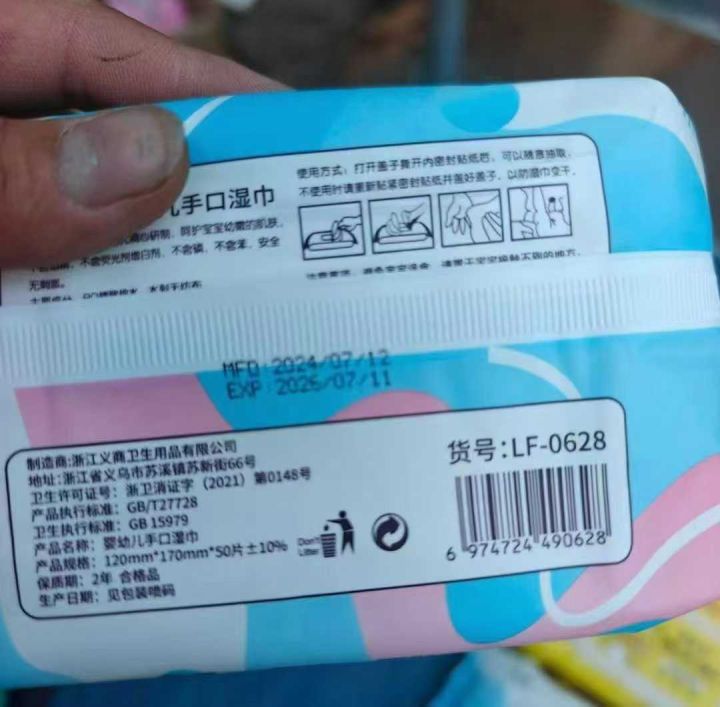 使用方式：打开盖子撕开内密封贴纸后，可以随意抽取，
不使用时请重新贴紧密封贴纸并盖好盖子，以防湿巾变干。
儿手口湿巾
精心研制，呵护宝宝幼嫩的肌肤，
不含荧光剂增白剂，不含磷，不含苯，安全
无刺激。
MFD:2024/07/12
EXP:2026/07/11
制造商:浙江义商卫生用品有限公司
地址:浙江省义乌市苏溪镇苏新街66号
卫生许可证号：浙卫消证字（2021）第0148号
产品执行标准：GB/T27728
卫生执行标准：GB 15979
产品名称：婴幼儿手口湿巾
产品规格：120mm*170mm*50片±10%
保质期：2年 合格品
生产日期：见包装喷码
Don't
Litter
货号:LF-0628
6 974724 490628